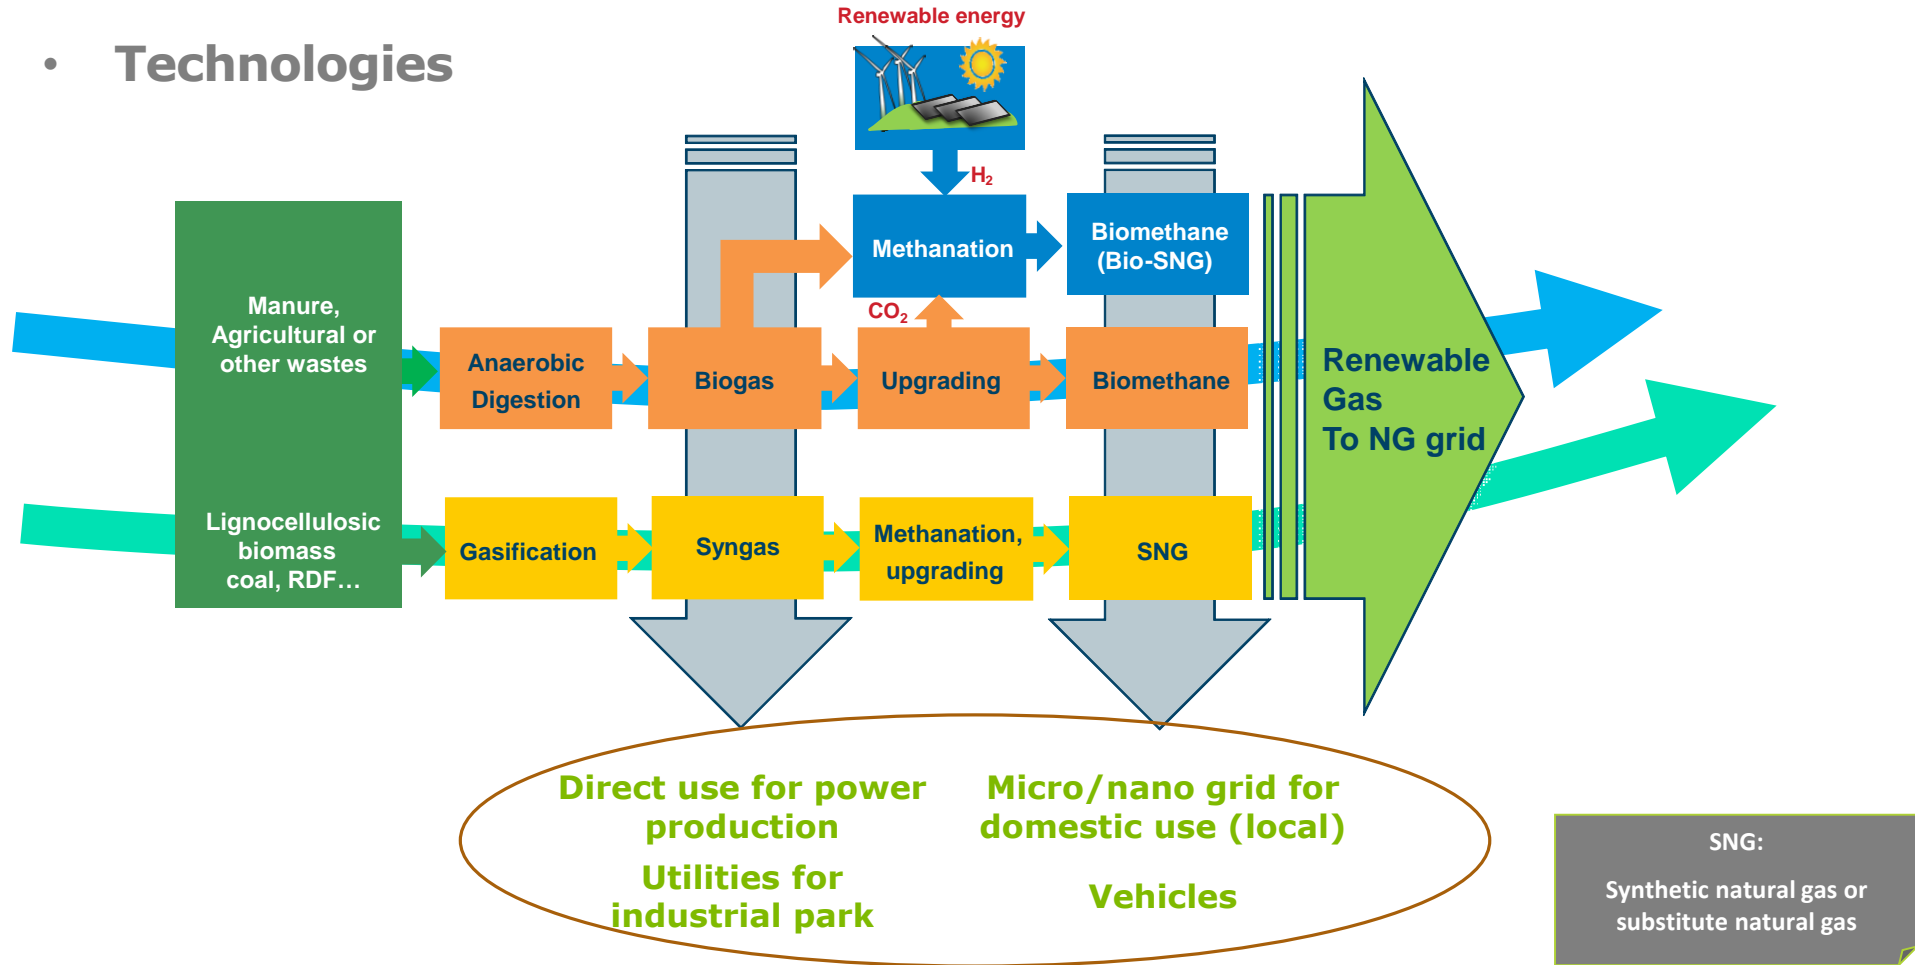 • Technologies
Renewable energy
H₂
Methanation
Biomethane
(Bio-SNG)
CO₂
Manure,
Agricultural or
other wastes
Anaerobic
Digestion
Biogas
Upgrading
Biomethane
Renewable
Gas
To NG grid
Lignocellulosic
biomass
coal, RDF…
Gasification
Syngas
Methanation,
upgrading
SNG
Direct use for power
production
Micro/nano grid for
domestic use (local)
Utilities for
industrial park
Vehicles
SNG:
Synthetic natural gas or
substitute natural gas